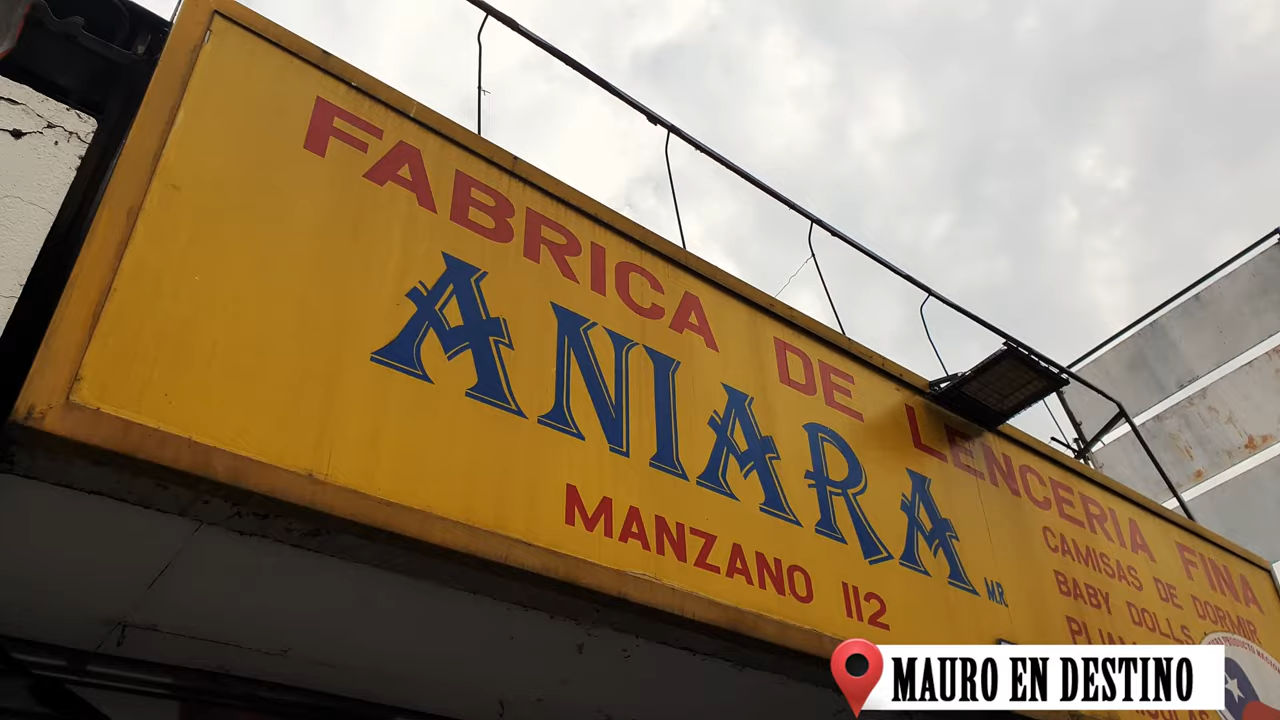 FABRICA DE LENCERIA FINA
ANIARA M.R.
MANZANO 112
CAMISAS DE DORMIR
BABY DOLLS
MAURO EN DESTINO